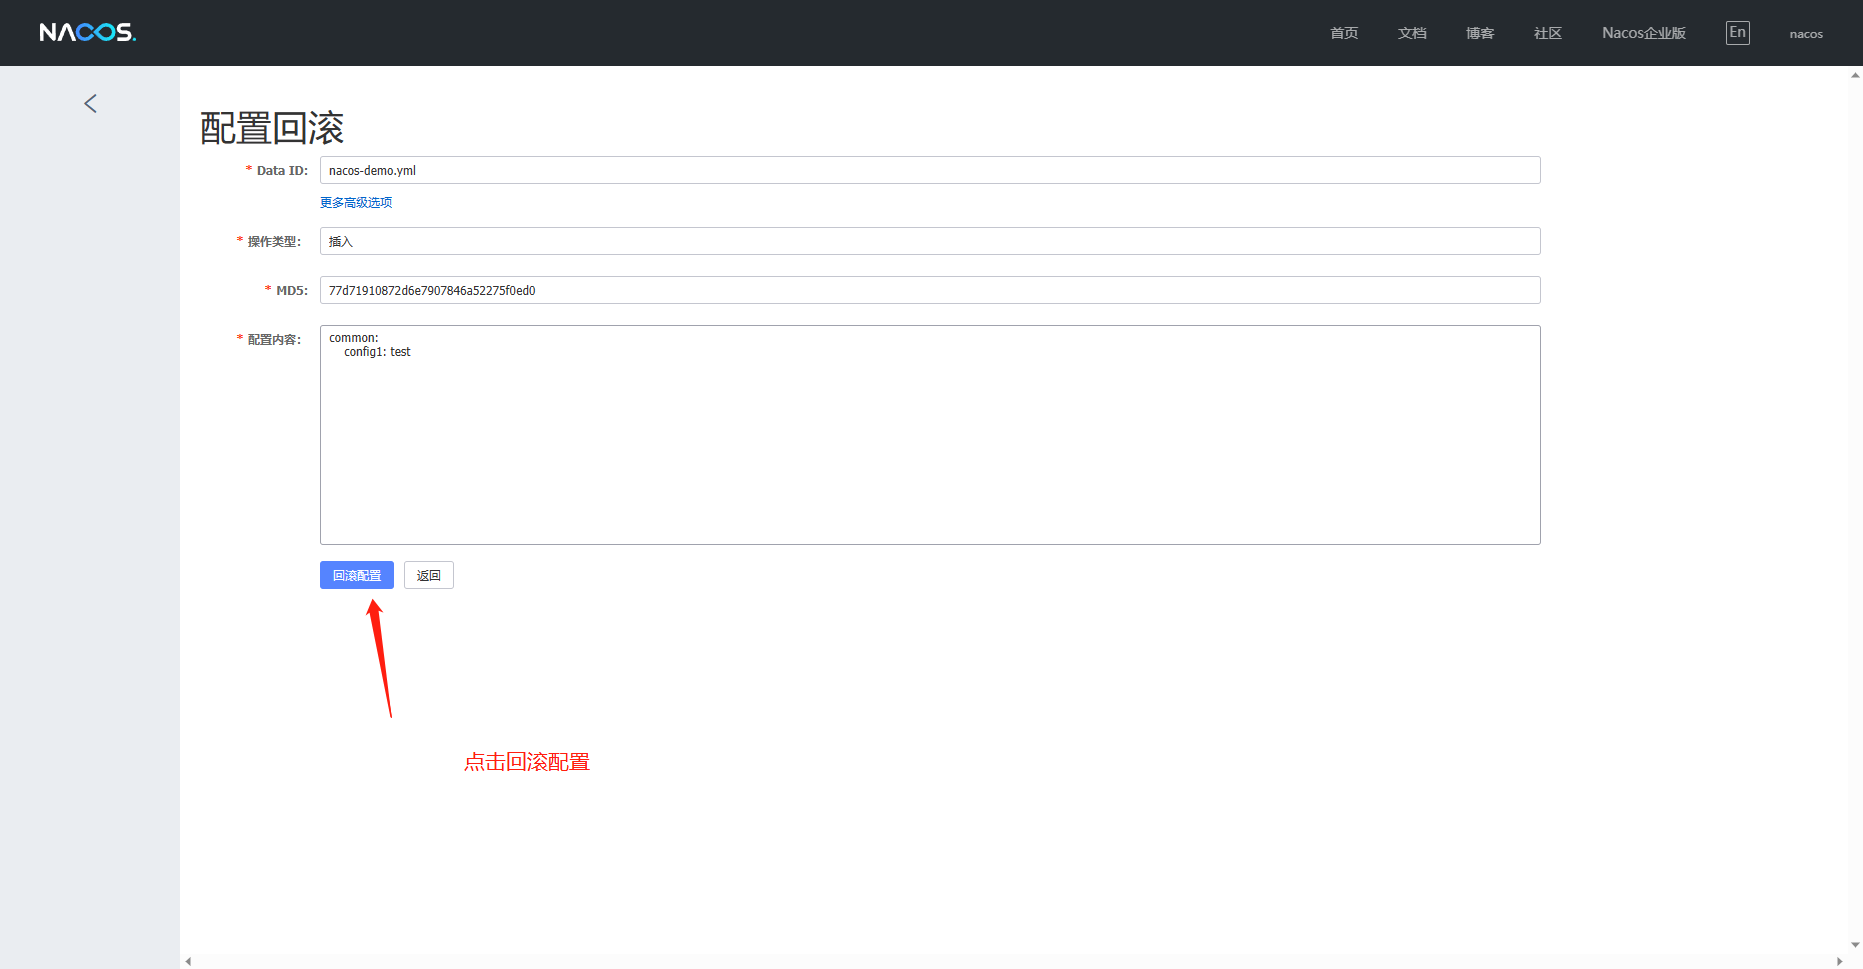 NACOS.
首页 文档 博客 社区 Nacos企业版 En nacos
配置回滚
* Data ID: nacos-demo.yml
更多高级选项
* 操作类型: 插入
* MD5: 77d71910872d6e7907846a52275f0ed0
* 配置内容: common:
config1: test
回滚配置 返回
点击回滚配置